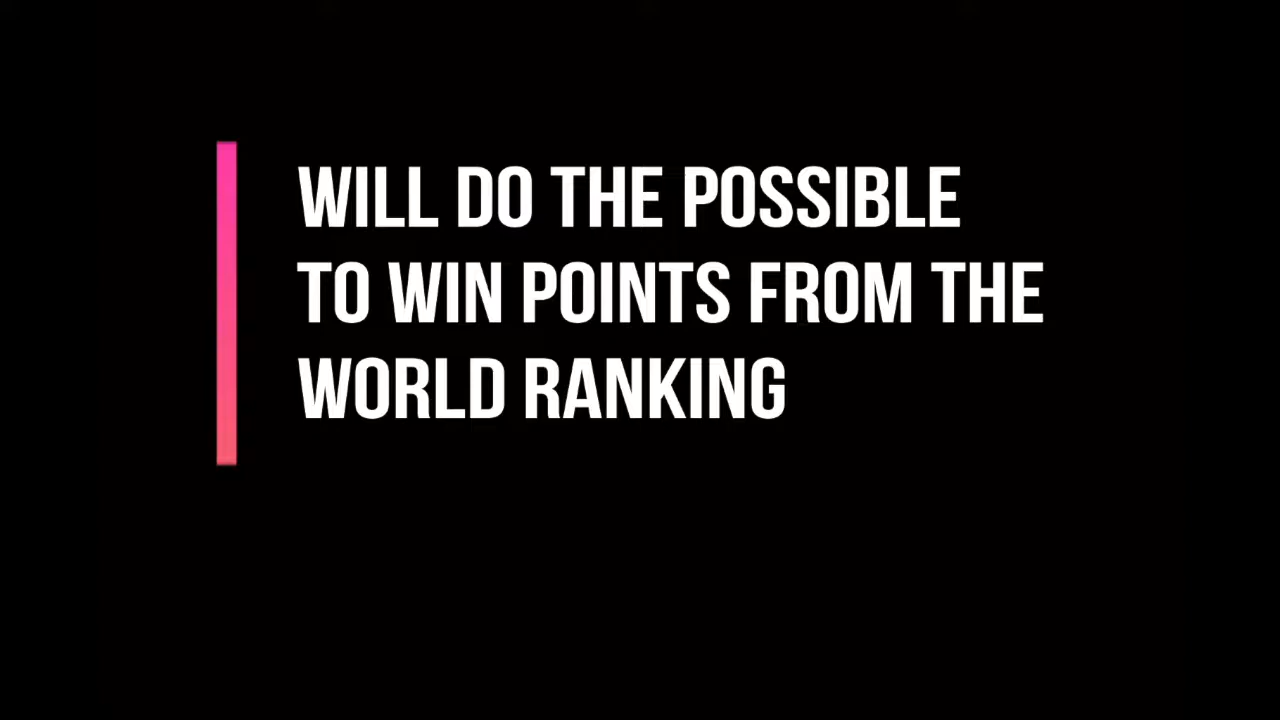 WILL DO THE POSSIBLE
TO WIN POINTS FROM THE
WORLD RANKING